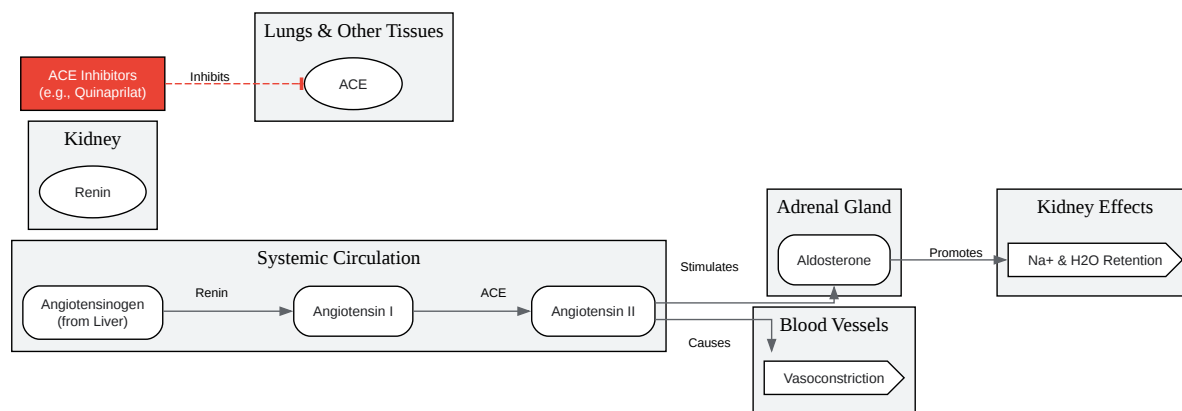 Lungs & Other Tissues
ACE Inhibitors
(e.g., Quinaprilat)
Inhibits
ACE
Kidney
Renin
Adrenal Gland
Kidney Effects
Systemic Circulation
Stimulates
Aldosterone
Promotes
Na+ & H2O Retention
Angiotensinogen
(from Liver)
Renin
Angiotensin I
ACE
Angiotensin II
Blood Vessels
Causes
Vasoconstriction